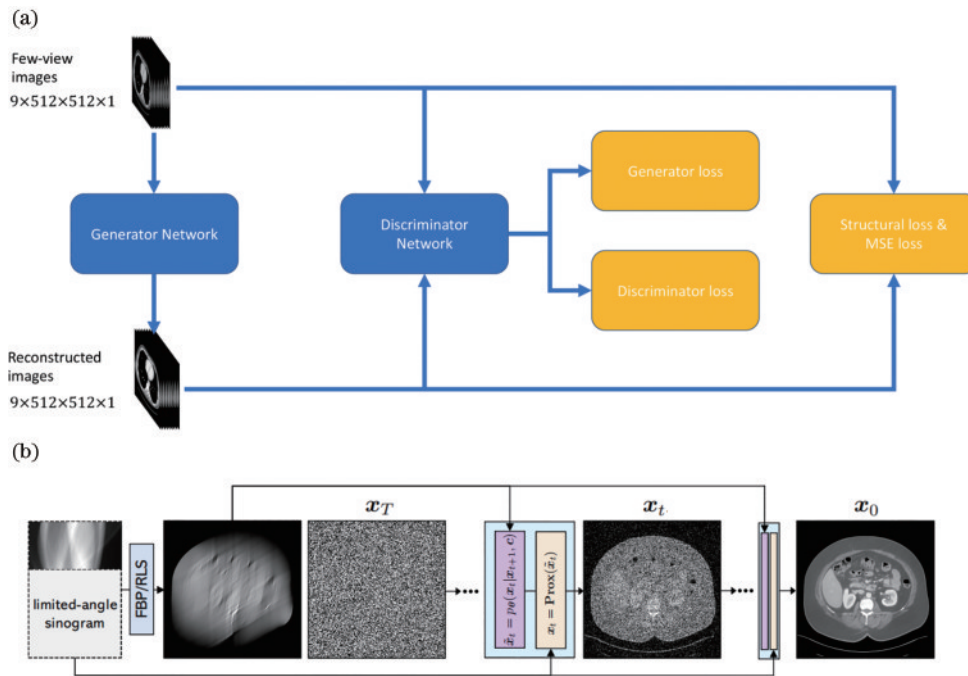 (a)
Few-view
images
9×512×512×1
Generator Network
Reconstructed
images
9×512×512×1
Discriminator
Network
Generator loss
Discriminator loss
Structural loss &
MSE loss
(b)
limited-angle
sinogram
FBP/RLS
x_T
x̃_t = p_θ(x_t|x_{t+1}, c)
x_t = Prox(x̃_t)
x_t.
x_0